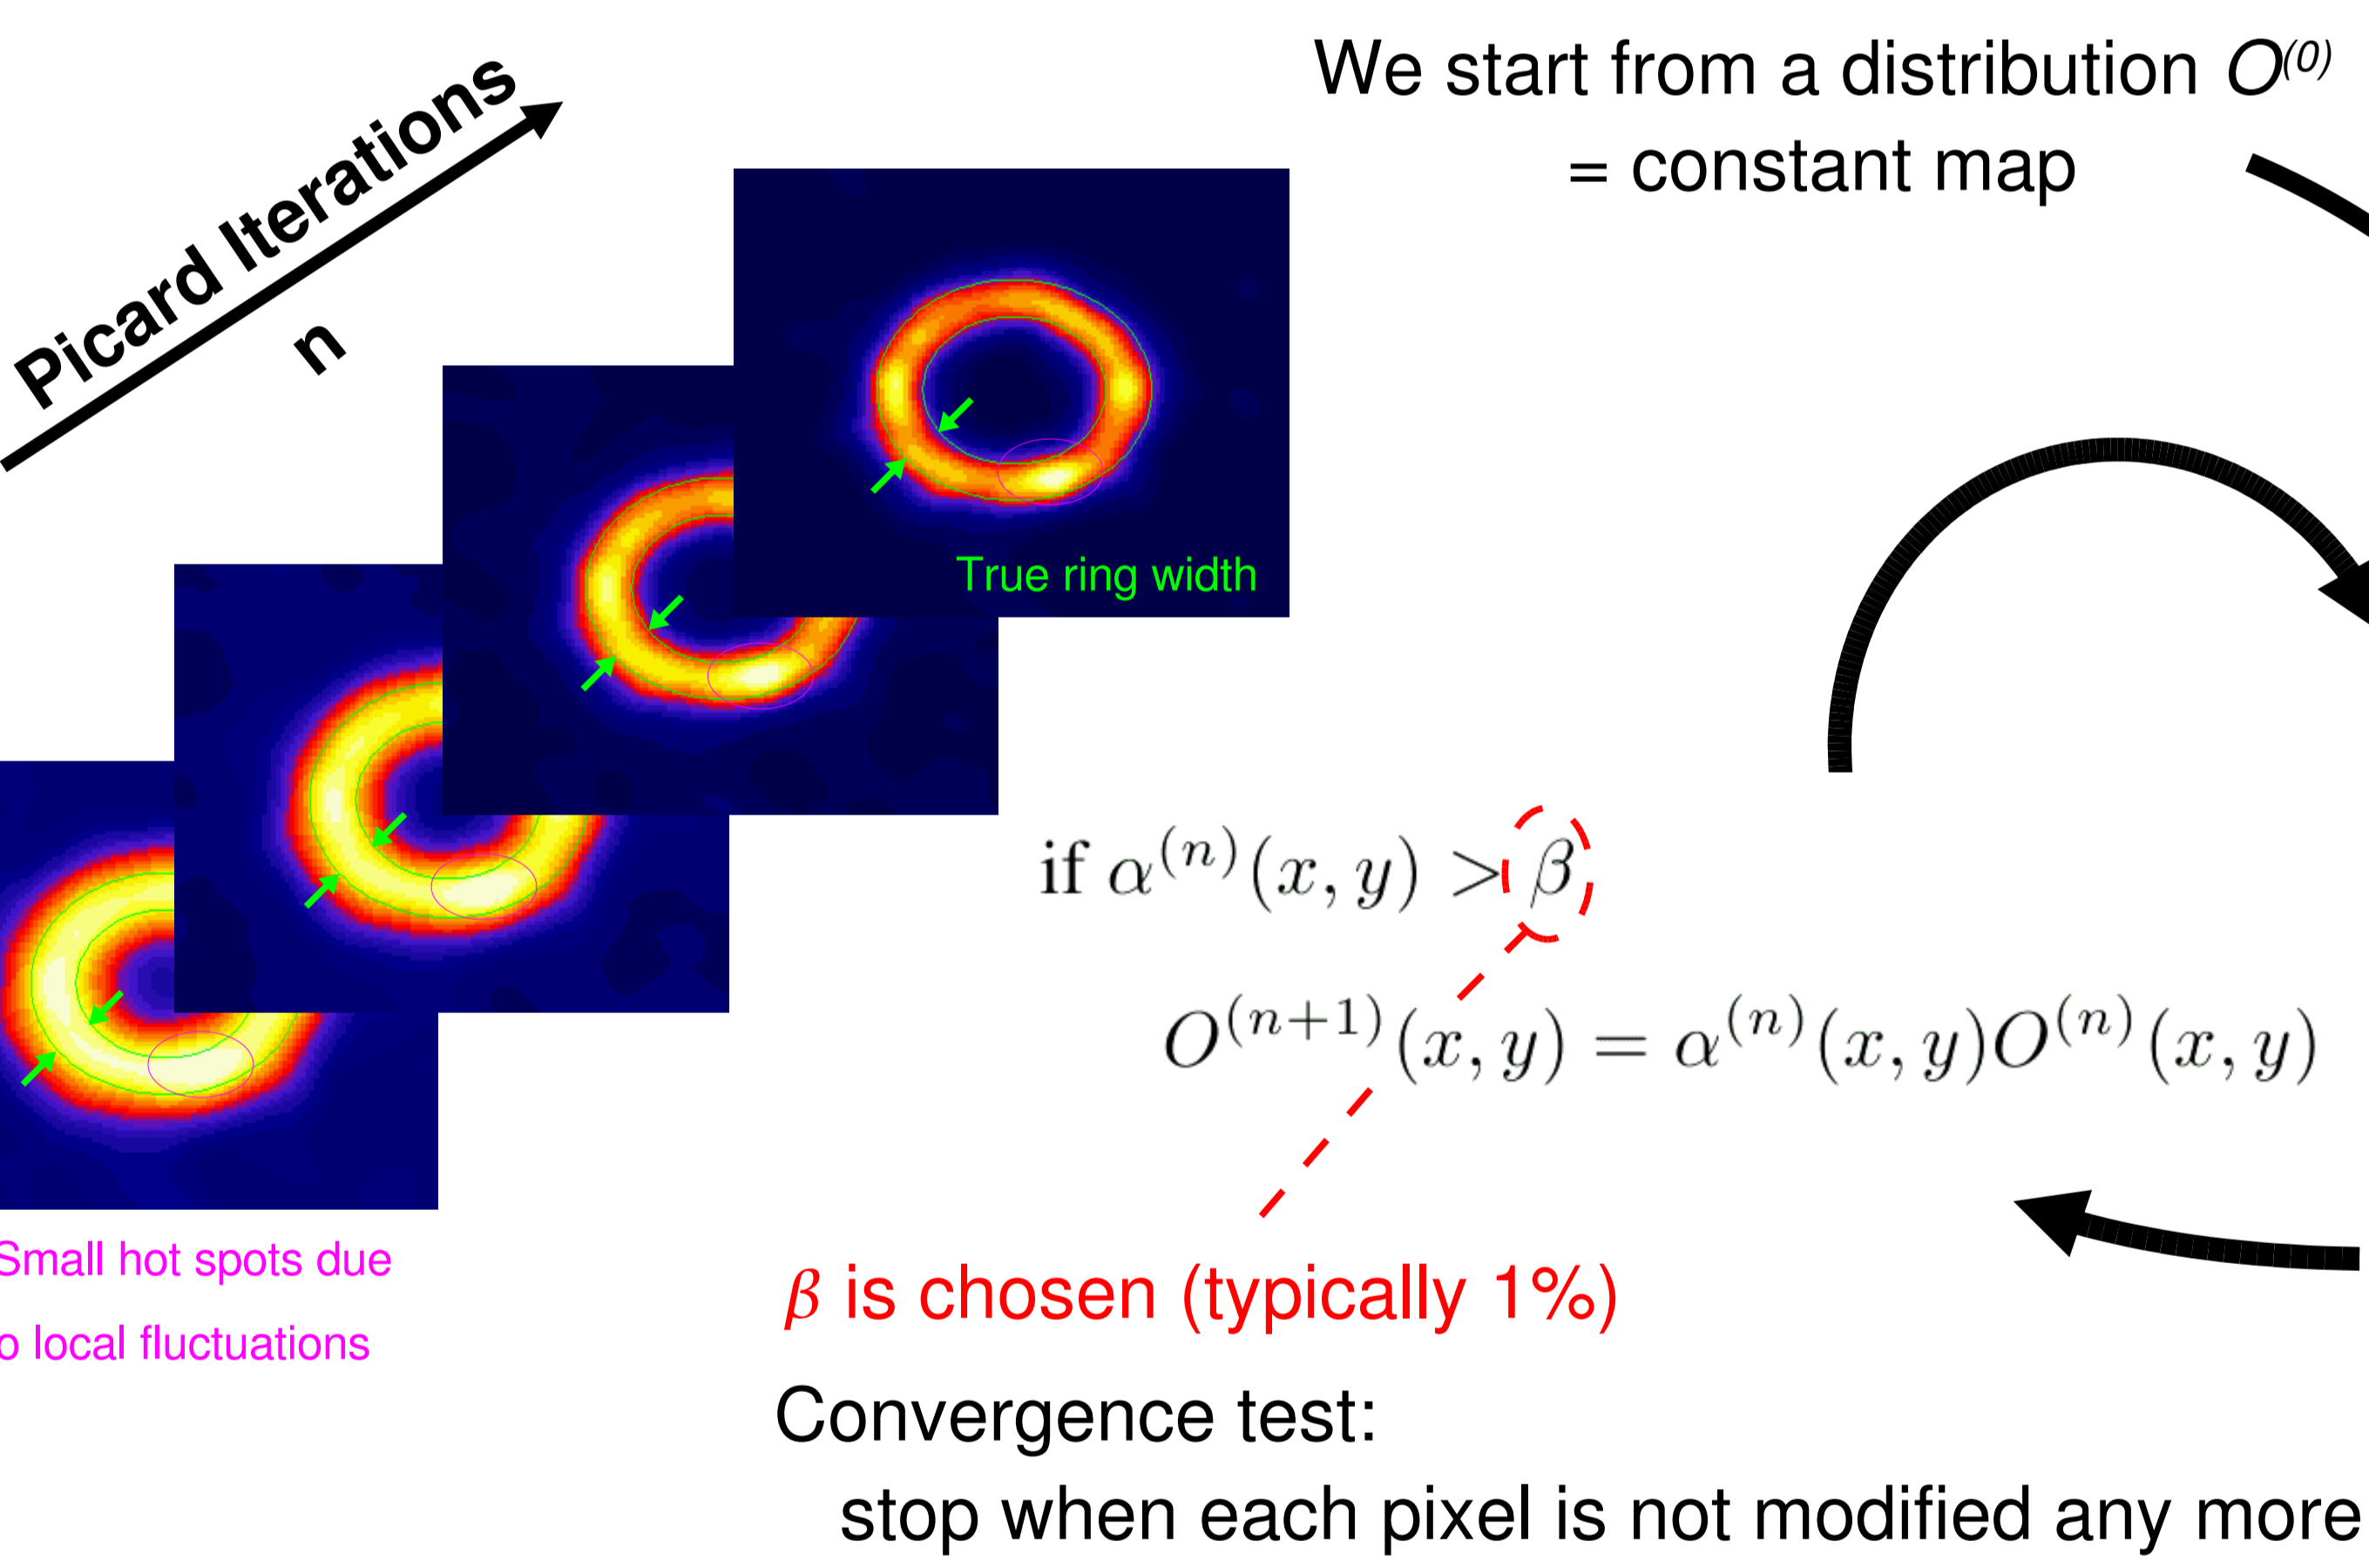 We start from a distribution O⁽⁰⁾
= constant map
Picard Iterations
n
True ring width
if α⁽ⁿ⁾(x, y) > β
O⁽ⁿ⁺¹⁾(x, y) = α⁽ⁿ⁾(x, y)O⁽ⁿ⁾(x, y)
Small hot spots due
o local fluctuations
β is chosen (typically 1%)
Convergence test:
stop when each pixel is not modified any more